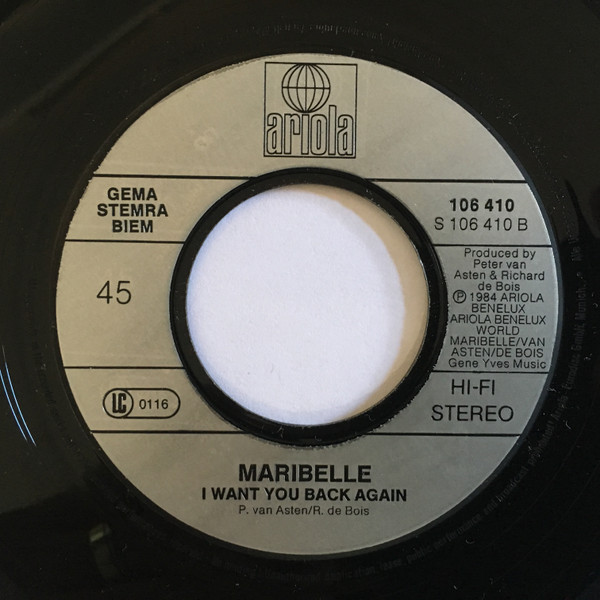 ariola
GEMA
STEMRA
BIEM
106 410
S 106 410 B
45
Produced by
Peter van
Asten & Richard
de Bois
Ⓟ 1984 ARIOLA
BENELUX
ARIOLA BENELUX
WORLD
MARIBELLE/VAN
ASTEN/DE BOIS
Gene Yves Music
LC 0116
HI-FI
STEREO
MARIBELLE
I WANT YOU BACK AGAIN
P. van Asten/R. de Bois